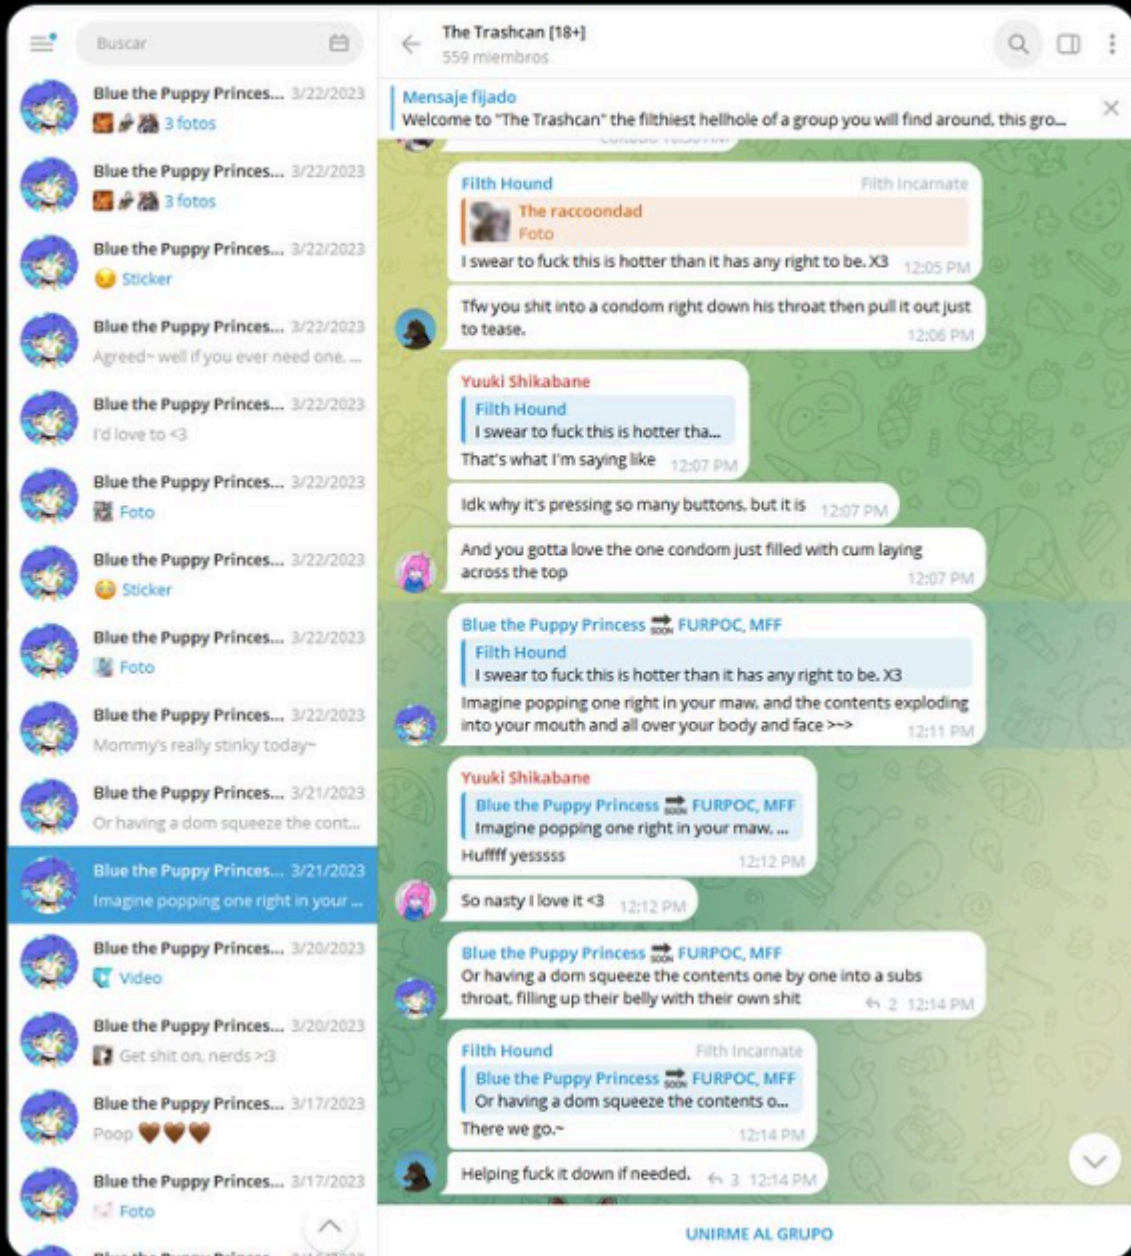 Buscar
Blue the Puppy Princes... 3/22/2023
3 fotos
Blue the Puppy Princes... 3/22/2023
3 fotos
Blue the Puppy Princes... 3/22/2023
Sticker
Blue the Puppy Princes... 3/22/2023
Agreed~ well if you ever need one, ...
Blue the Puppy Princes... 3/22/2023
I'd love to <3
Blue the Puppy Princes... 3/22/2023
Foto
Blue the Puppy Princes... 3/22/2023
Sticker
Blue the Puppy Princes... 3/22/2023
Foto
Blue the Puppy Princes... 3/22/2023
Mommy's really stinky today~
Blue the Puppy Princes... 3/21/2023
Or having a dom squeeze the cont...
Blue the Puppy Princes... 3/21/2023
Imagine popping one right in your ...
Blue the Puppy Princes... 3/20/2023
Video
Blue the Puppy Princes... 3/20/2023
Get shit on, nerds >:3
Blue the Puppy Princes... 3/17/2023
Poop 🤎🤎🤎
Blue the Puppy Princes... 3/17/2023
Foto
The Trashcan [18+]
559 miembros
Mensaje fijado
Welcome to "The Trashcan" the filthiest hellhole of a group you will find around, this gro...
Filth Hound Filth Incarnate
The raccoondad
Foto
I swear to fuck this is hotter than it has any right to be. X3 12:05 PM
Tfw you shit into a condom right down his throat then pull it out just
to tease. 12:06 PM
Yuuki Shikabane
Filth Hound
I swear to fuck this is hotter tha...
That's what I'm saying like 12:07 PM
Idk why it's pressing so many buttons, but it is 12:07 PM
And you gotta love the one condom just filled with cum laying
across the top 12:07 PM
Blue the Puppy Princess 🔜 FURPOC, MFF
Filth Hound
I swear to fuck this is hotter than it has any right to be. X3
Imagine popping one right in your maw, and the contents exploding
into your mouth and all over your body and face >~> 12:11 PM
Yuuki Shikabane
Blue the Puppy Princess 🔜 FURPOC, MFF
Imagine popping one right in your maw, ...
Huffff yesssss 12:12 PM
So nasty I love it <3 12:12 PM
Blue the Puppy Princess 🔜 FURPOC, MFF
Or having a dom squeeze the contents one by one into a subs
throat, filling up their belly with their own shit 2 12:14 PM
Filth Hound Filth Incarnate
Blue the Puppy Princess 🔜 FURPOC, MFF
Or having a dom squeeze the contents o...
There we go.~ 12:14 PM
Helping fuck it down if needed. 3 12:14 PM
UNIRME AL GRUPO